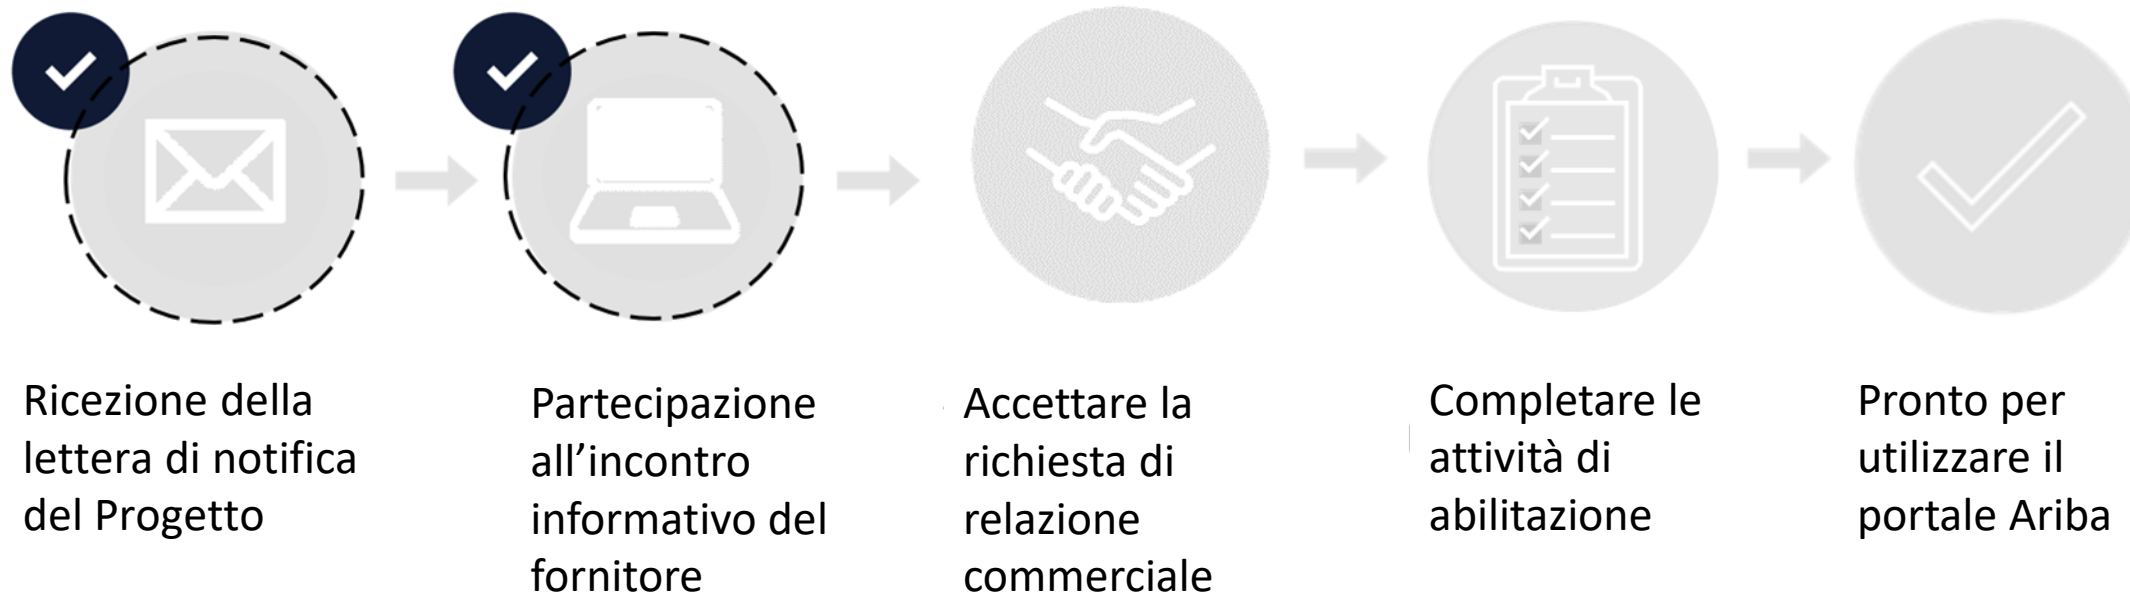 Ricezione della
lettera di notifica
del Progetto
Partecipazione
all’incontro
informativo del
fornitore
Accettare la
richiesta di
relazione
commerciale
Completare le
attività di
abilitazione
Pronto per
utilizzare il
portale Ariba